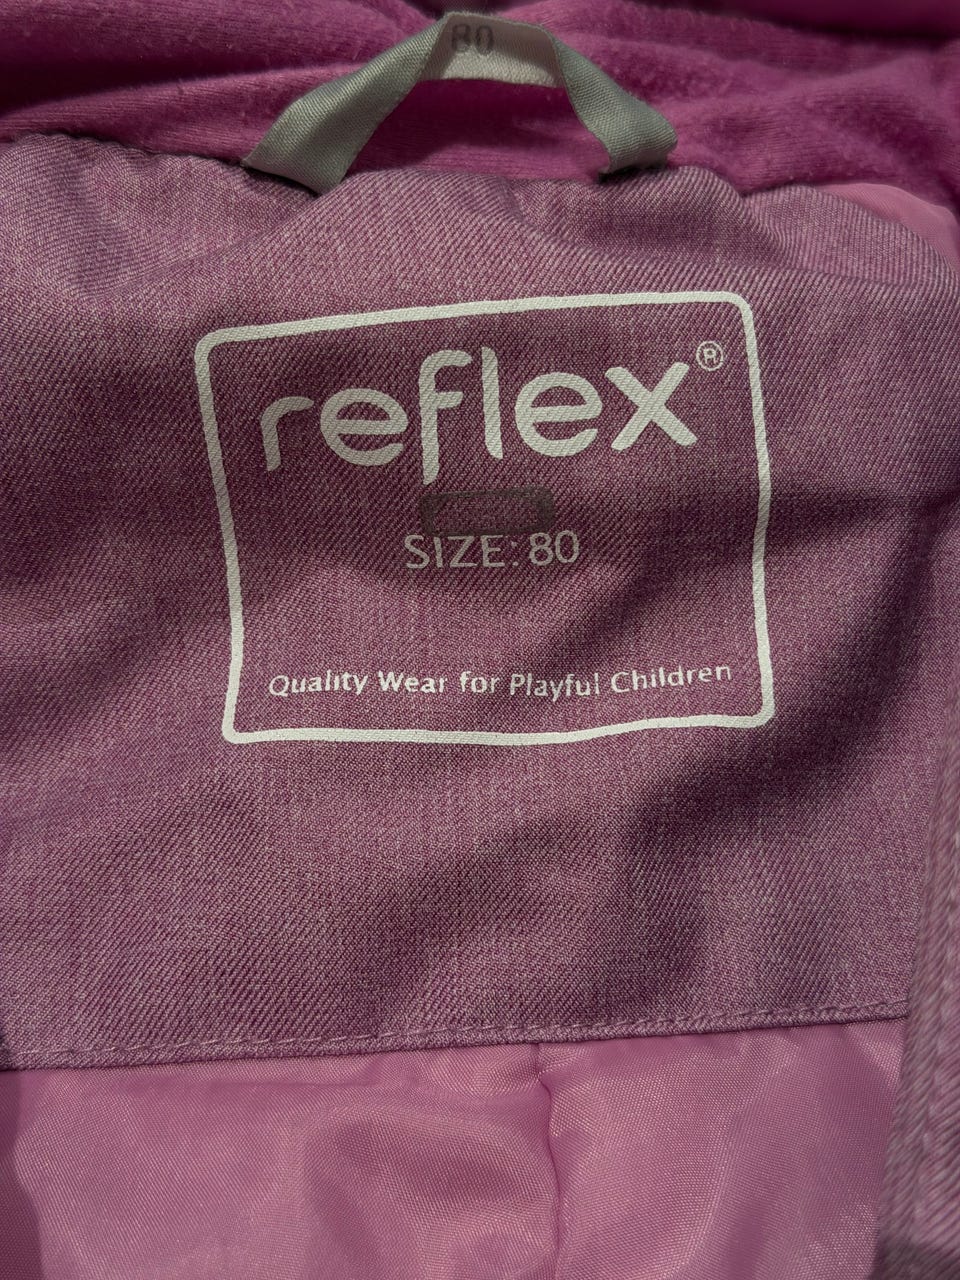 80
reflex®
SIZE: 80
Quality Wear for Playful Children